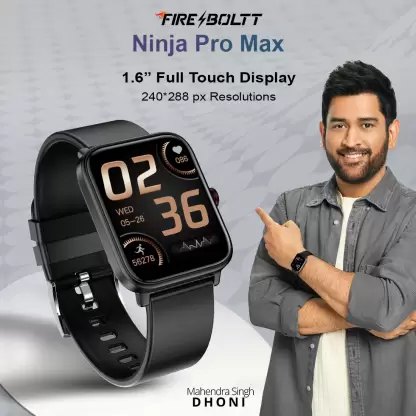 FIRE BOLTT
Ninja Pro Max
1.6” Full Touch Display
240*288 px Resolutions
02
086
WED
05-26
36
56278
Mahendra Singh
DHONI